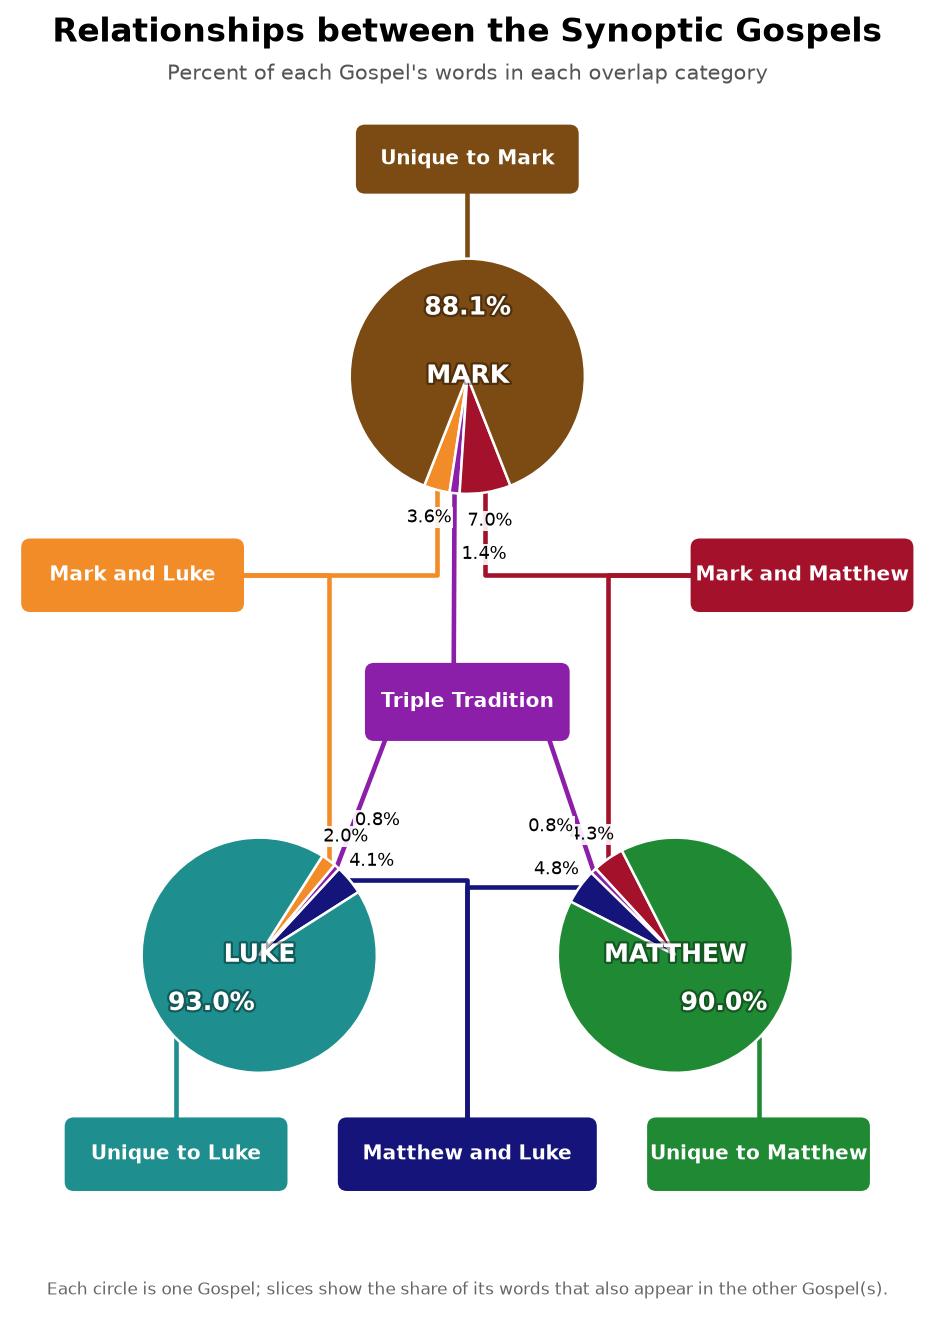 Relationships between the Synoptic Gospels
Percent of each Gospel's words in each overlap category
Unique to Mark
88.1%
MARK
3.6%
7.0%
1.4%
Mark and Luke
Mark and Matthew
Triple Tradition
0.8%
2.0%
4.1%
0.8%
.3%
4.8%
LUKE
93.0%
MATTHEW
90.0%
Unique to Luke
Matthew and Luke
Unique to Matthew
Each circle is one Gospel; slices show the share of its words that also appear in the other Gospel(s).